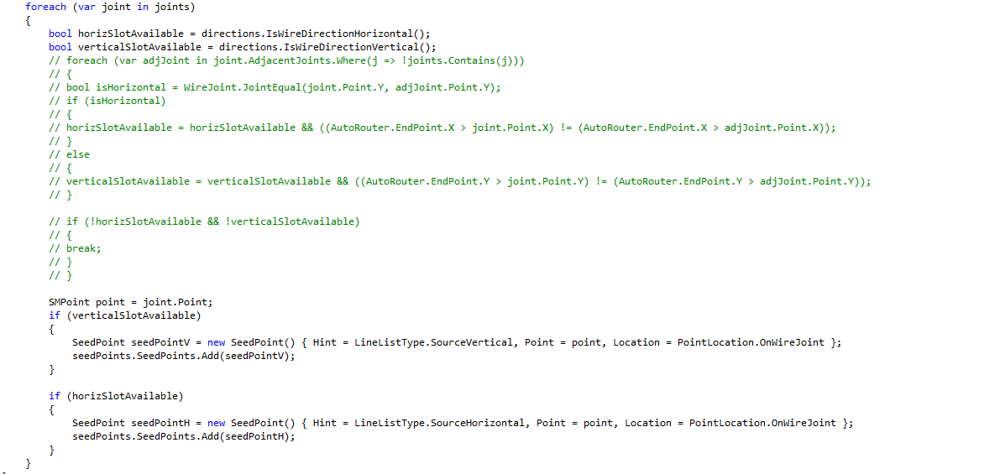 foreach (var joint in joints)
{
bool horizSlotAvailable = directions.IsWireDirectionHorizontal();
bool verticalSlotAvailable = directions.IsWireDirectionVertical();
// foreach (var adjJoint in joint.AdjacentJoints.Where(j => !joints.Contains(j)))
// {
// bool isHorizontal = WireJoint.JointEqual(joint.Point.Y, adjJoint.Point.Y);
// if (isHorizontal)
// {
// horizSlotAvailable = horizSlotAvailable && ((AutoRouter.EndPoint.X > joint.Point.X) != (AutoRouter.EndPoint.X > adjJoint.Point.X));
// }
// else
// {
// verticalSlotAvailable = verticalSlotAvailable && ((AutoRouter.EndPoint.Y > joint.Point.Y) != (AutoRouter.EndPoint.Y > adjJoint.Point.Y));
// }
// if (!horizSlotAvailable && !verticalSlotAvailable)
// {
// break;
// }
// }
SMPoint point = joint.Point;
if (verticalSlotAvailable)
{
SeedPoint seedPointV = new SeedPoint() { Hint = LineListType.SourceVertical, Point = point, Location = PointLocation.OnWireJoint };
seedPoints.SeedPoints.Add(seedPointV);
}
if (horizSlotAvailable)
{
SeedPoint seedPointH = new SeedPoint() { Hint = LineListType.SourceHorizontal, Point = point, Location = PointLocation.OnWireJoint };
seedPoints.SeedPoints.Add(seedPointH);
}
}